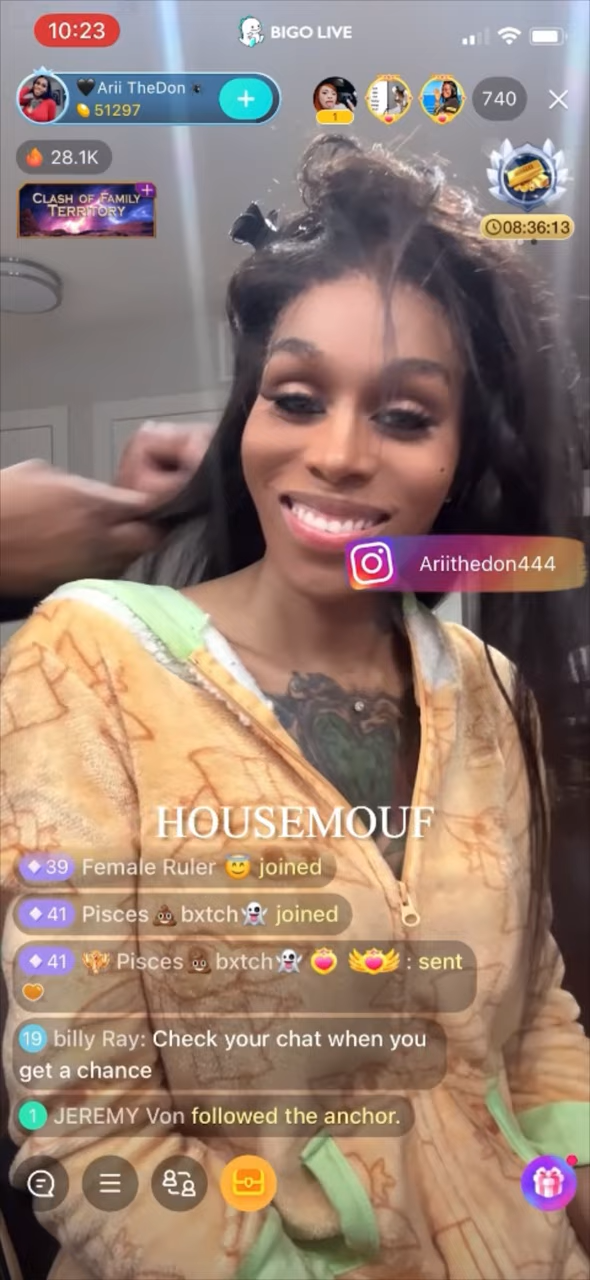 10:23
BIGO LIVE
🖤Arii TheDon
51297
1
740
28.1K
CLASH OF FAMILY
TERRITORY
08:36:13
Ariithedon444
HOUSEMOUF
39 Female Ruler 😇 joined
41 Pisces 💩 bxtch👻 joined
41 Pisces 💩 bxtch👻 : sent
🧡
19 billy Ray: Check your chat when you
get a chance
1 JEREMY Von followed the anchor.